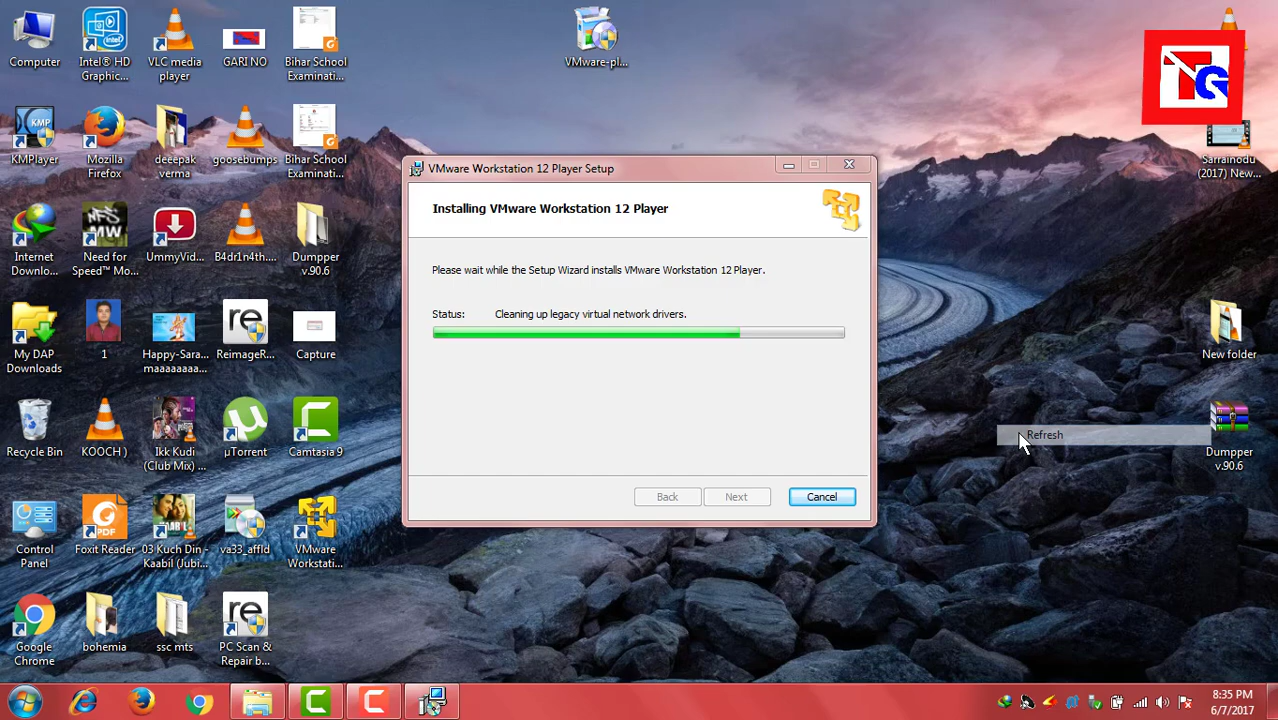 Computer
Intel® HD
Graphic...
VLC media
player
GARI NO
Bihar School
Examinati...
VMware-pl...
TG
KMP
KMPlayer
Mozilla
Firefox
deeepak
verma
goosebumps
Bihar School
Examinati...
Sarrainodu
(2017) New...
VMware Workstation 12 Player Setup
Installing VMware Workstation 12 Player
Please wait while the Setup Wizard installs VMware Workstation 12 Player.
Status: Cleaning up legacy virtual network drivers.
Back
Next
Cancel
Internet
Downlo...
Need for
Speed™ Mo...
UmmyVid...
B4dr1n4th....
Dumpper
v.90.6
My DAP
Downloads
1
Happy-Sara...
maaaaaaaa...
ReimageR...
Capture
New folder
Refresh
Recycle Bin
KOOCH )
Ikk Kudi
(Club Mix) ...
µTorrent
Camtasia 9
Dumpper
v.90.6
Control
Panel
PDF
Foxit Reader
03 Kuch Din -
Kaabil (Jubi...
va33_affId
VMware
Workstati...
Google
Chrome
bohemia
ssc mts
PC Scan &
Repair b...
8:35 PM
6/7/2017